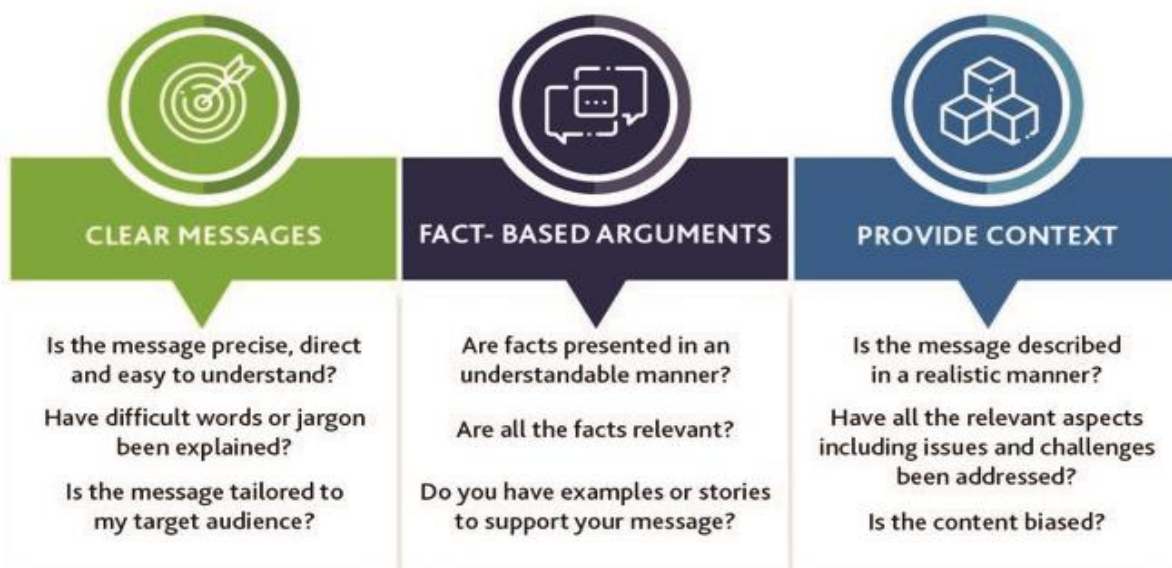 CLEAR MESSAGES
Is the message precise, direct
and easy to understand?
Have difficult words or jargon
been explained?
Is the message tailored to
my target audience?
FACT- BASED ARGUMENTS
Are facts presented in an
understandable manner?
Are all the facts relevant?
Do you have examples or stories
to support your message?
PROVIDE CONTEXT
Is the message described
in a realistic manner?
Have all the relevant aspects
including issues and challenges
been addressed?
Is the content biased?